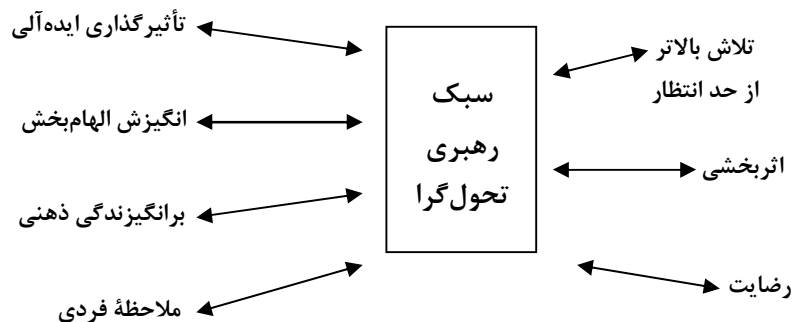 تأثیرگذاری ایده‌آلی
انگیزش الهام‌بخش
برانگیزندگی ذهنی
ملاحظهٔ فردی
سبک
رهبری
تحول‌گرا
تلاش بالاتر
از حد انتظار
اثربخشی
رضایت